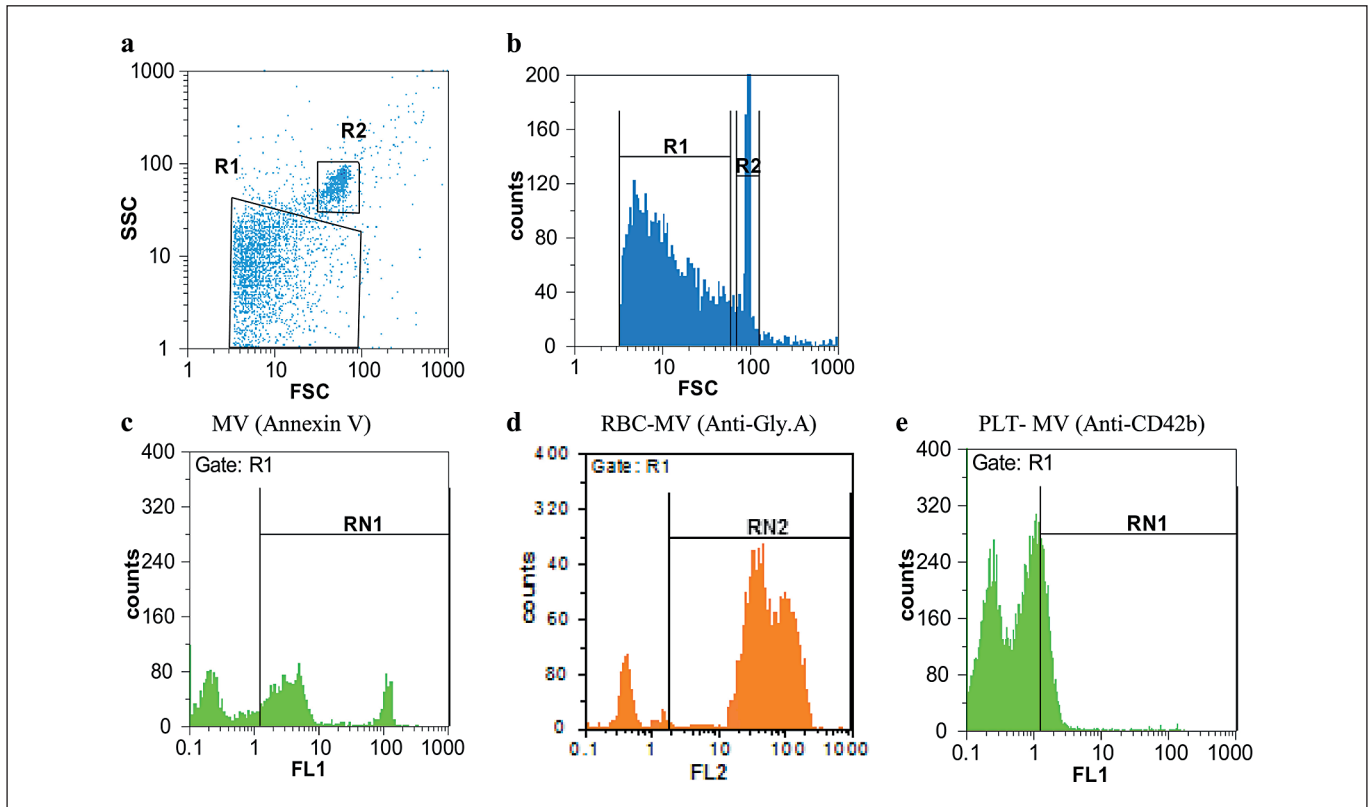 a
b
1000
100
10
1
SSC
R1
R2
1
10
100
1000
FSC
200
160
120
80
40
0
counts
R1
R2
1
10
100
1000
FSC
c
MV (Annexin V)
d
RBC-MV (Anti-Gly.A)
e
PLT- MV (Anti-CD42b)
400
320
240
160
80
0
counts
Gate: R1
RN1
0.1
1
10
100
1000
FL1
400
320
40
60
80
0
counts
Gate: R1
RN2
0.1
1
10
100
1000
FL2
400
320
240
160
80
0
counts
Gate: R1
RN1
0.1
1
10
100
1000
FL1